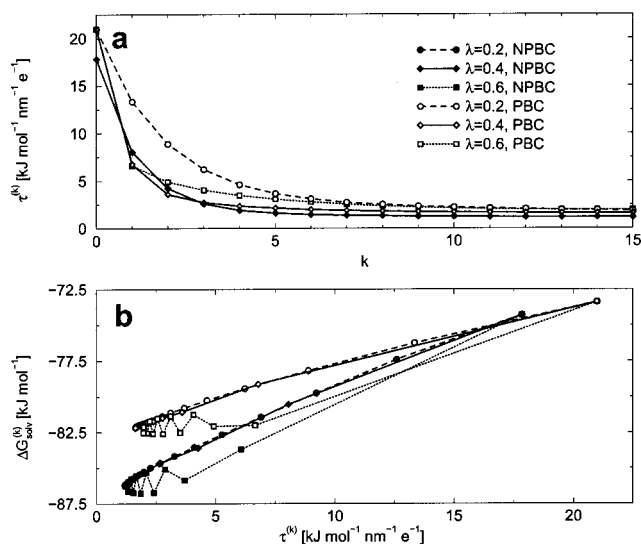 a
20
15
10
5
0
τ^(k) [kJ mol⁻¹ nm⁻¹ e⁻¹]
λ=0.2, NPBC
λ=0.4, NPBC
λ=0.6, NPBC
λ=0.2, PBC
λ=0.4, PBC
λ=0.6, PBC
0 5 10 15
k
b
−72.5
−77.5
−82.5
−87.5
ΔG^(k)_solv [kJ mol⁻¹]
0 5 10 15 20
τ^(k) [kJ mol⁻¹ nm⁻¹ e⁻¹]